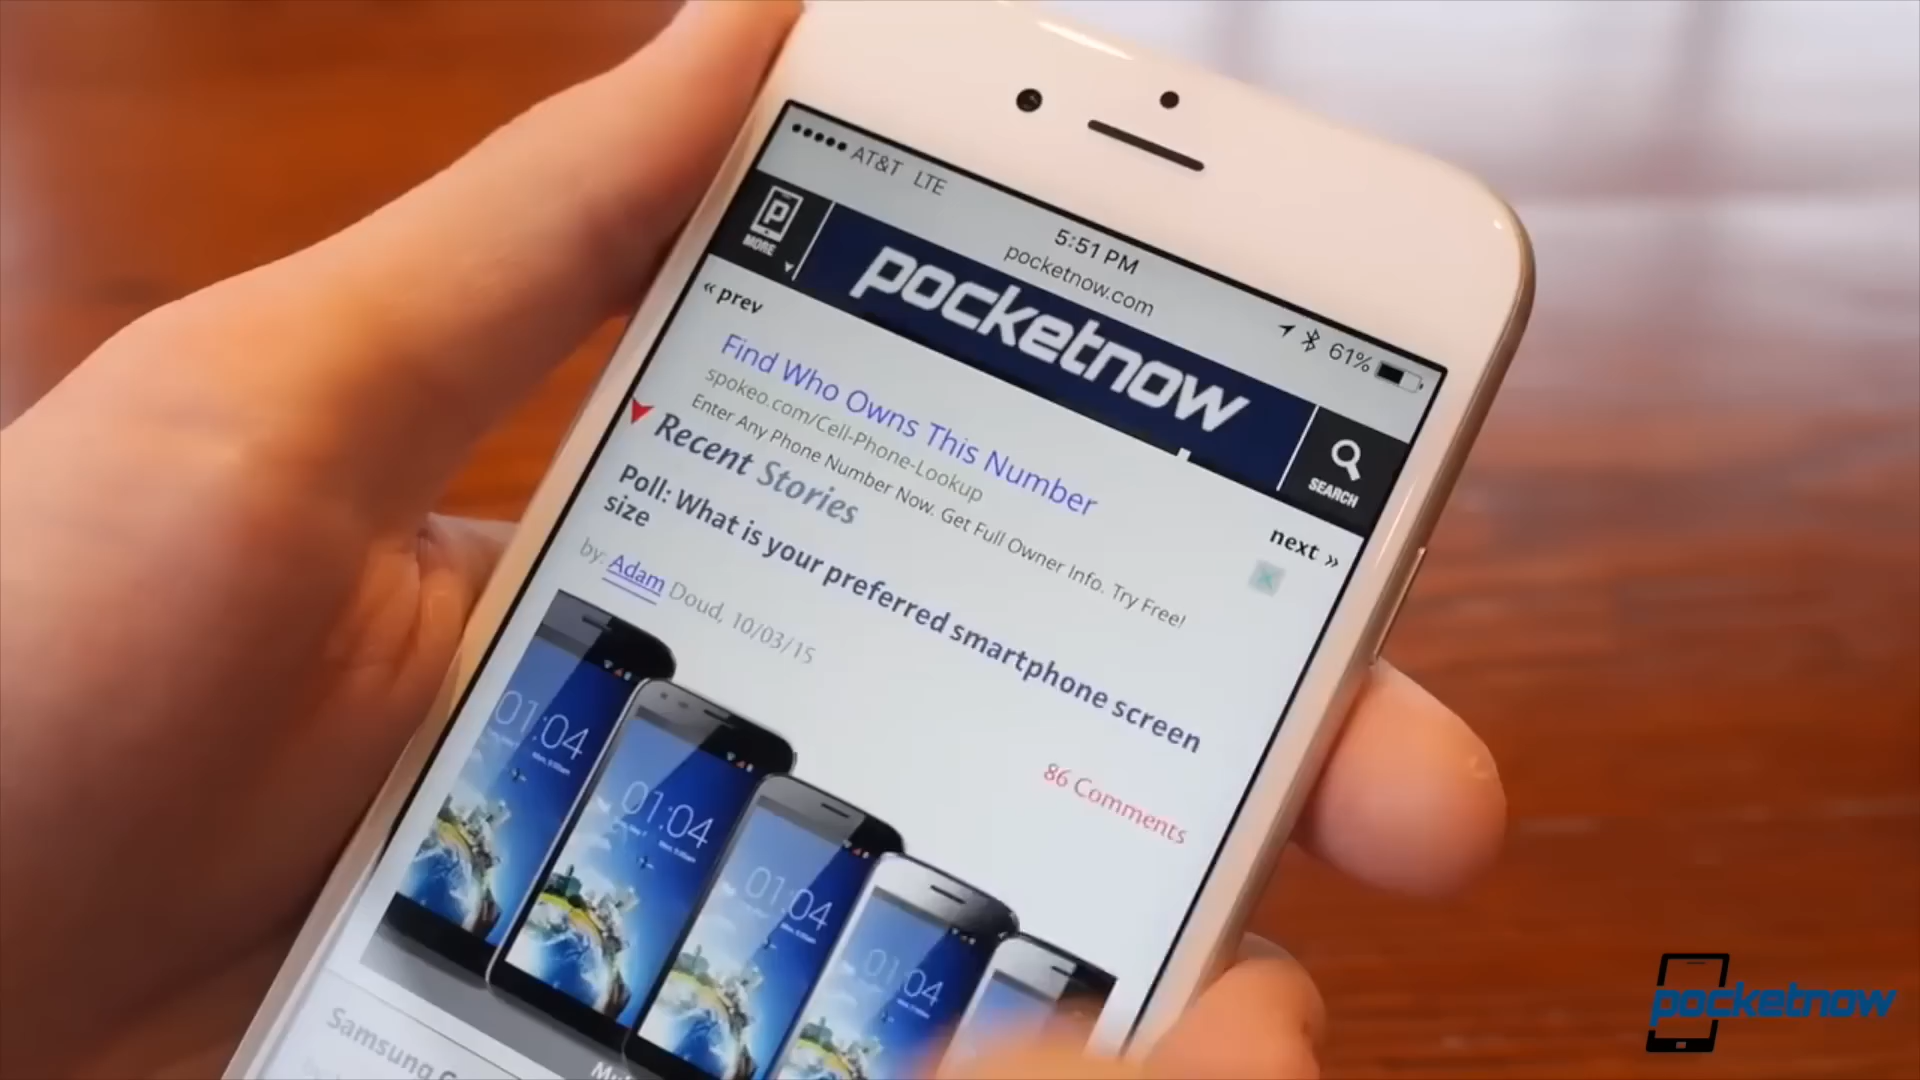 AT&T LTE
5:51 PM
61%
pocketnow.com
P
MORE
pocketnow
SEARCH
« prev
next »
Find Who Owns This Number
spokeo.com/Cell-Phone-Lookup
Enter Any Phone Number Now. Get Full Owner Info. Try Free!
Recent Stories
Poll: What is your preferred smartphone screen
size
by: Adam Doud, 10/03/15
86 Comments
01:04
01:04
01:04
01:04
Samsung
pocketnow